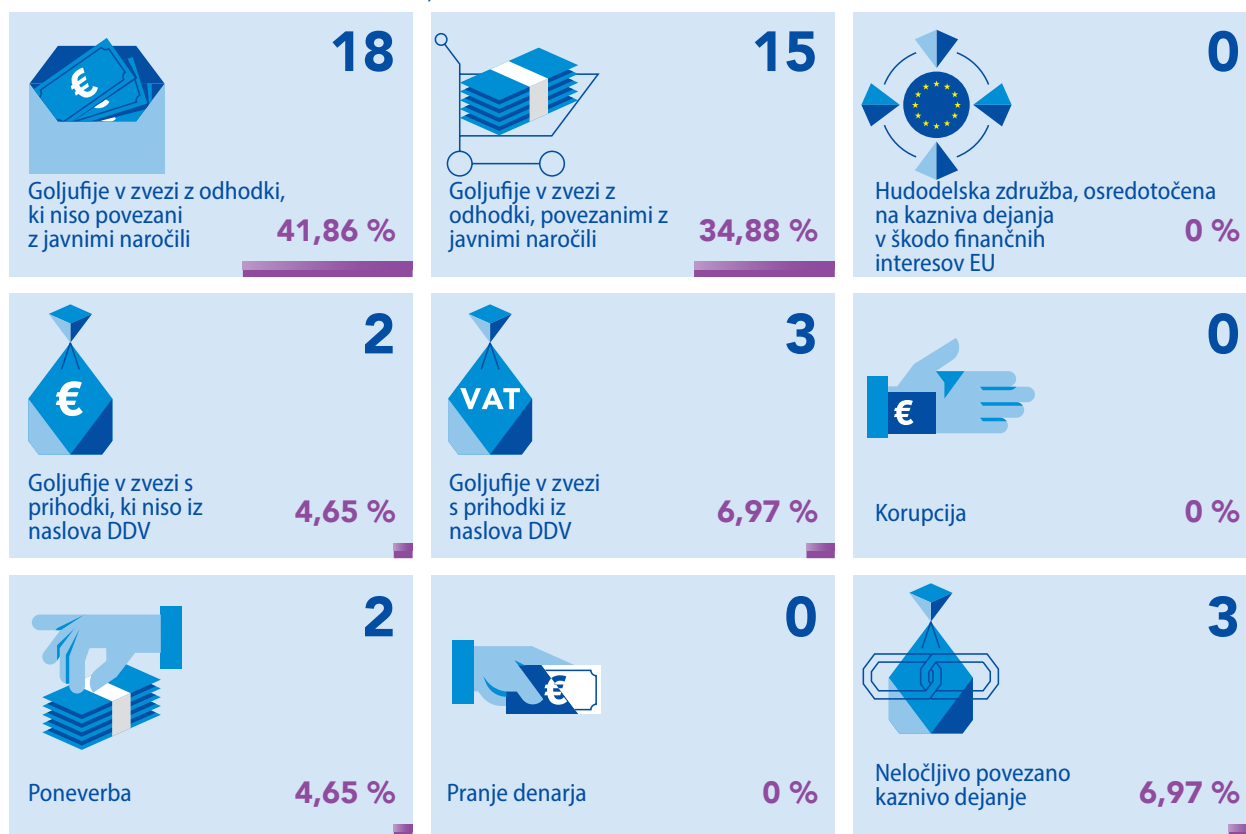 18
€
Goljufije v zvezi z odhodki,
ki niso povezani
z javnimi naročili
41,86 %
15
Goljufije v zvezi z
odhodki, povezanimi z
javnimi naročili
34,88 %
0
Hudodelska združba, osredotočena
na kazniva dejanja
v škodo finančnih
interesov EU
0 %
2
€
Goljufije v zvezi s
prihodki, ki niso iz
naslova DDV
4,65 %
3
VAT
Goljufije v zvezi
s prihodki iz
naslova DDV
6,97 %
0
€
Korupcija
0 %
2
Poneverba
4,65 %
0
€
Pranje denarja
0 %
3
Neločljivo povezano
kaznivo dejanje
6,97 %